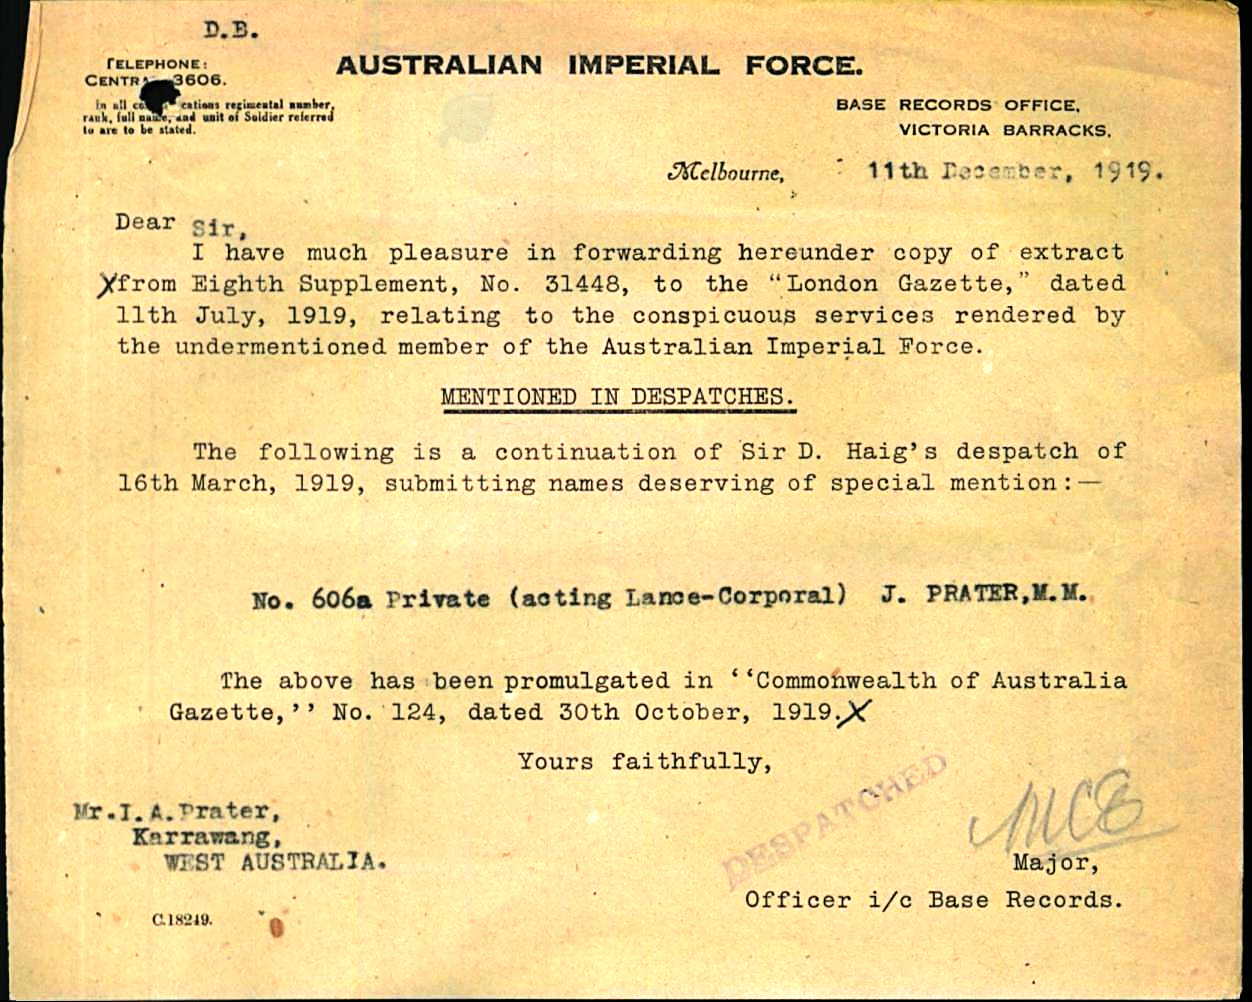 D.B.
TELEPHONE:
CENTRAL 3606.
In all communications regimental number,
rank, full name, and unit of Soldier referred
to are to be stated.
AUSTRALIAN IMPERIAL FORCE.
BASE RECORDS OFFICE,
VICTORIA BARRACKS,
Melbourne, 11th December, 1919.
Dear Sir,
I have much pleasure in forwarding hereunder copy of extract
from Eighth Supplement, No. 31448, to the “London Gazette,” dated
11th July, 1919, relating to the conspicuous services rendered by
the undermentioned member of the Australian Imperial Force.
MENTIONED IN DESPATCHES.
The following is a continuation of Sir D. Haig's despatch of
16th March, 1919, submitting names deserving of special mention:—
No. 606a Private (acting Lance-Corporal) J. PRATER,M.M.
The above has been promulgated in ‘‘Commonwealth of Australia
Gazette,’’ No. 124, dated 30th October, 1919.
Yours faithfully,
DESPATCHED
Mr.I.A.Prater,
Karrawang,
WEST AUSTRALIA.
Major,
Officer i/c Base Records.
C.18249.